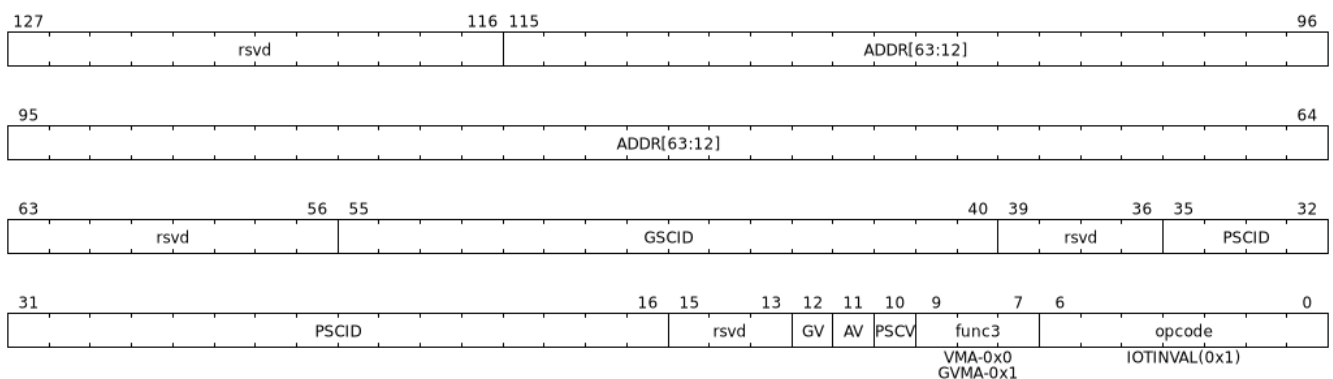 127 116 115 96
rsvd ADDR[63:12]
95 64
ADDR[63:12]
63 56 55 40 39 36 35 32
rsvd GSCID rsvd PSCID
31 16 15 13 12 11 10 9 7 6 0
PSCID rsvd GV AV PSCV func3 opcode
VMA-0x0 IOTINVAL(0x1)
GVMA-0x1